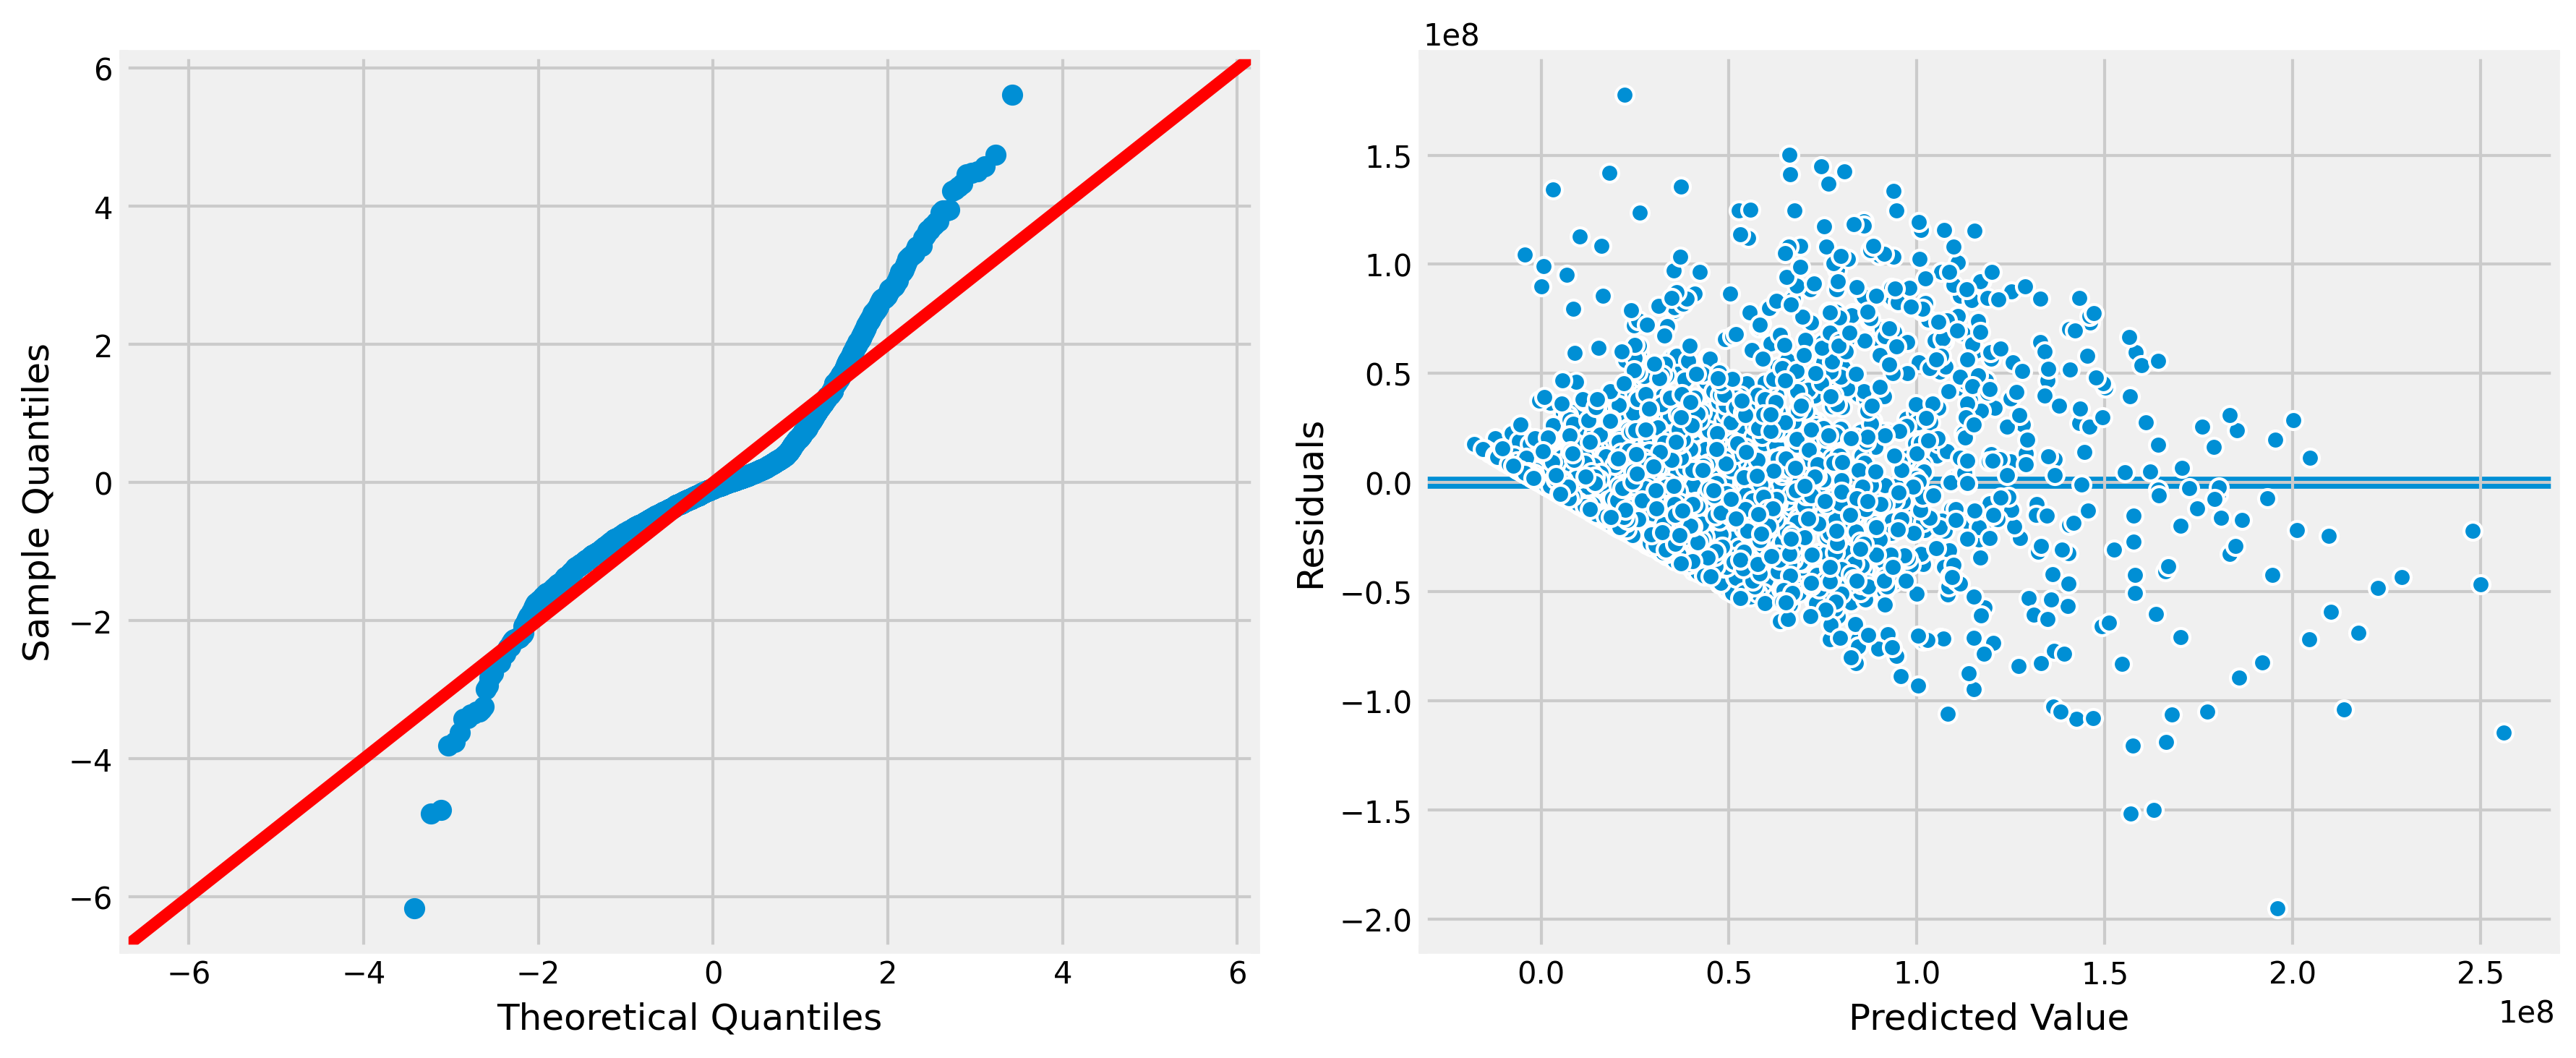 6
4
2
0
−2
−4
−6
Sample Quantiles
−6 −4 −2 0 2 4 6
Theoretical Quantiles
1e8
1.5
1.0
0.5
0.0
−0.5
−1.0
−1.5
−2.0
Residuals
0.0 0.5 1.0 1.5 2.0 2.5
1e8
Predicted Value